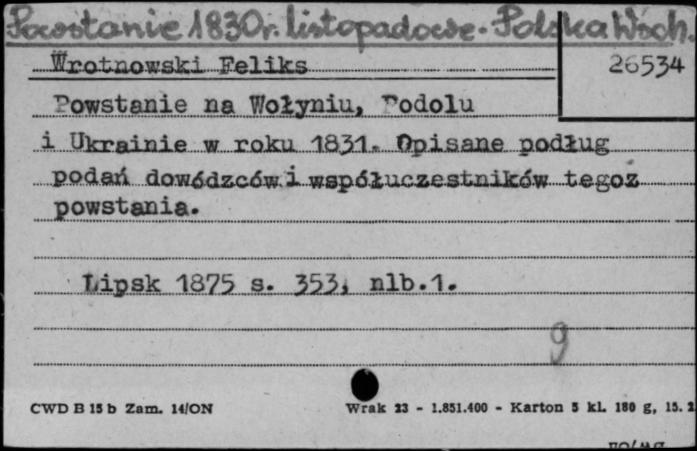 Powstanie 1830r. listopadowe - Polska Wsch.
Wrotnowski Feliks
26534
Powstanie na Wołyniu, Podolu
i Ukrainie w roku 1831. Opisane podług
podań dowódzców i współuczestników tegoż
powstania.
Lipsk 1875 s. 353, nlb.1.
9
CWD B 15 b Zam. 14/ON
Wrak 23 - 1.851.400 - Karton 5 kl. 180 g, 15. 2